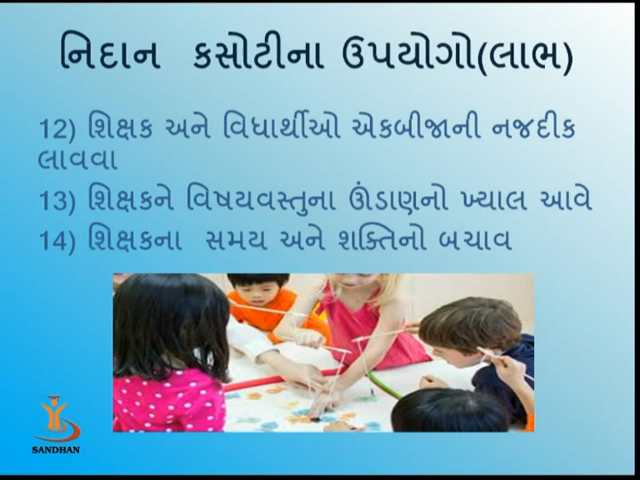 નિદાન કસોટીના ઉપયોગો(લાભ)
12) શિક્ષક અને વિધાર્થીઓ એકબીજાની નજદીક
લાવવા
13) શિક્ષકને વિષયવસ્તુના ઊંડાણનો ખ્યાલ આવે
14) શિક્ષકના સમય અને શક્તિનો બચાવ
SANDHAN